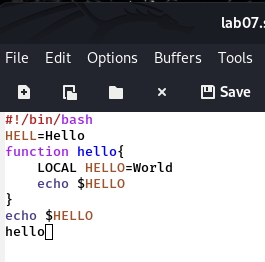 lab07.s
File Edit Options Buffers Tools
Save
#!/bin/bash
HELL=Hello
function hello{
    LOCAL HELLO=World
    echo $HELLO
}
echo $HELLO
hello